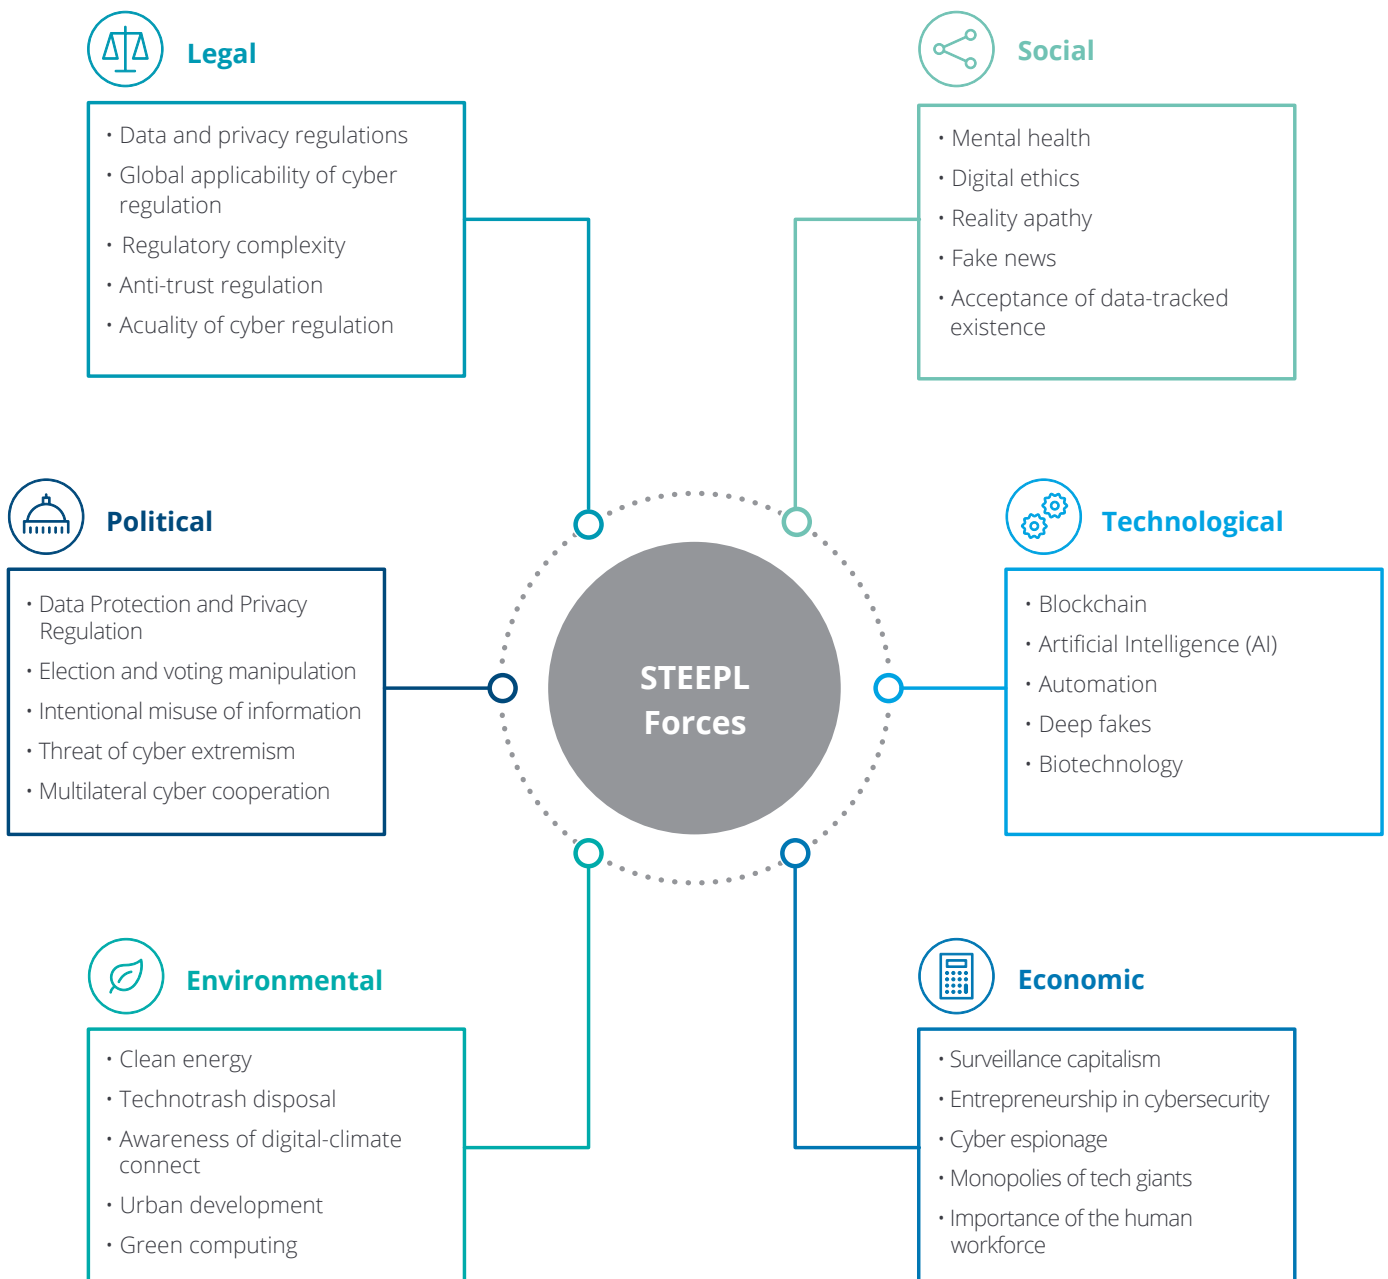 Legal
• Data and privacy regulations
• Global applicability of cyber
regulation
• Regulatory complexity
• Anti-trust regulation
• Acuality of cyber regulation
Social
• Mental health
• Digital ethics
• Reality apathy
• Fake news
• Acceptance of data-tracked
existence
Political
• Data Protection and Privacy
Regulation
• Election and voting manipulation
• Intentional misuse of information
• Threat of cyber extremism
• Multilateral cyber cooperation
STEEPL
Forces
Technological
• Blockchain
• Artificial Intelligence (AI)
• Automation
• Deep fakes
• Biotechnology
Environmental
• Clean energy
• Technotrash disposal
• Awareness of digital-climate
connect
• Urban development
• Green computing
Economic
• Surveillance capitalism
• Entrepreneurship in cybersecurity
• Cyber espionage
• Monopolies of tech giants
• Importance of the human
workforce